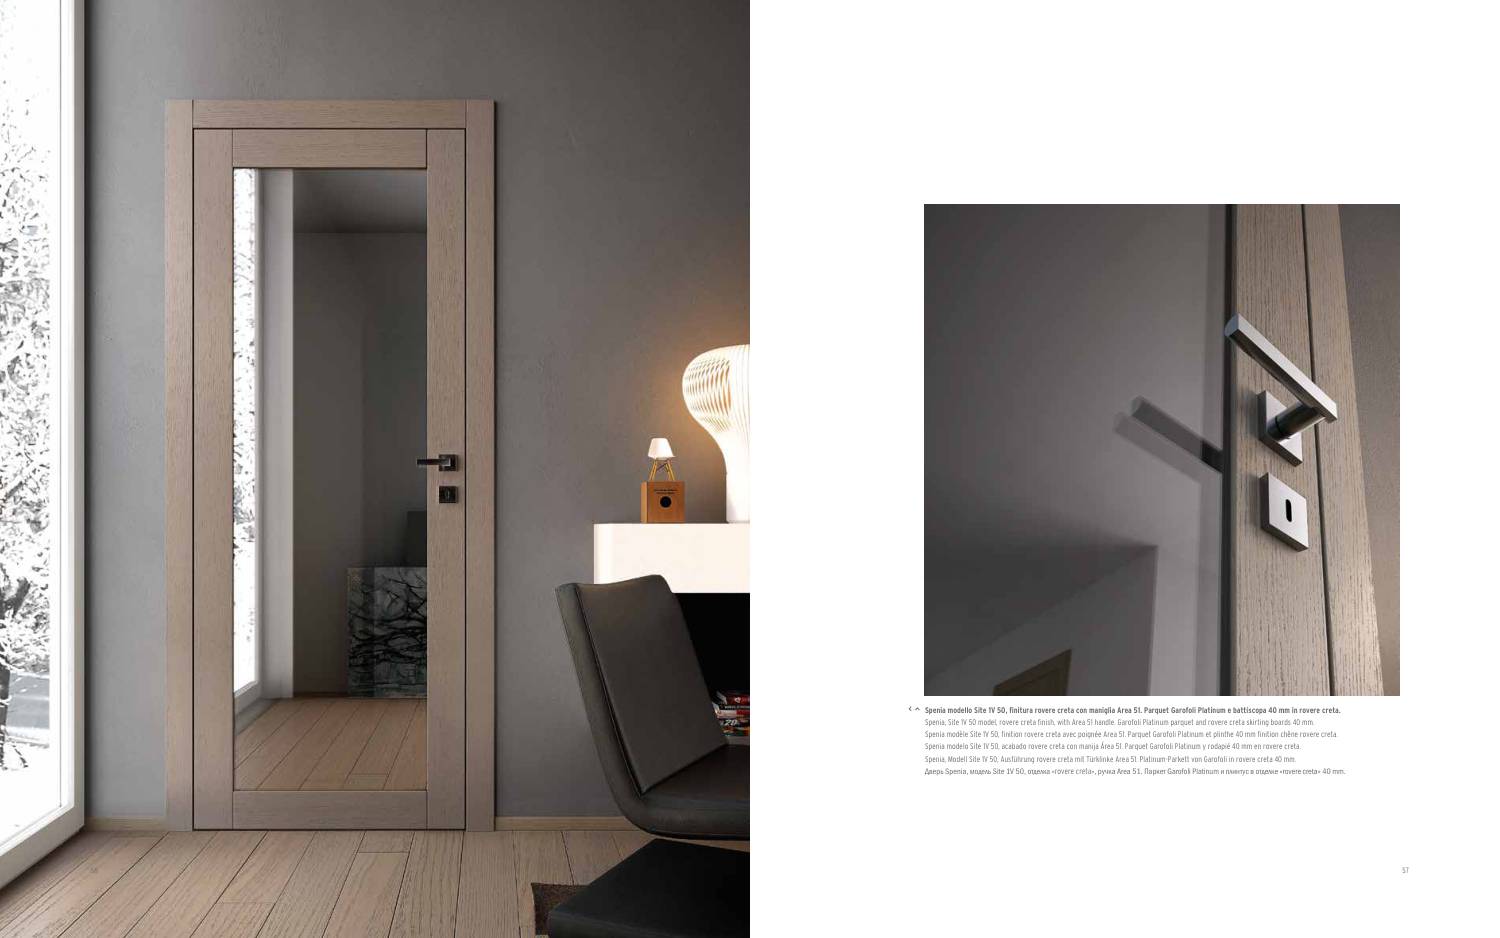 Spenia modello Site 1V 50, finitura rovere creta con maniglia Area 51. Parquet Garofoli Platinum e battiscopa 40 mm in rovere creta.
Spenia, Site 1V 50 model, rovere creta finish, with Area 51 handle. Garofoli Platinum parquet and rovere creta skirting boards 40 mm.
Spenia modèle Site 1V 50, finition rovere creta avec poignée Area 51. Parquet Garofoli Platinum et plinthe 40 mm finition chêne rovere creta.
Spenia modelo Site 1V 50, acabado rovere creta con manija Área 51. Parquet Garofoli Platinum y rodapié 40 mm en rovere creta.
Spenia, Modell Site 1V 50, Ausführung rovere creta mit Türklinke Area 51. Platinum-Parkett von Garofoli in rovere creta 40 mm.
Дверь Spenia, модель Site 1V 50, отделка «rovere creta», ручка Area 51. Паркет Garofoli Platinum и плинтус в отделке «rovere creta» 40 mm.
57